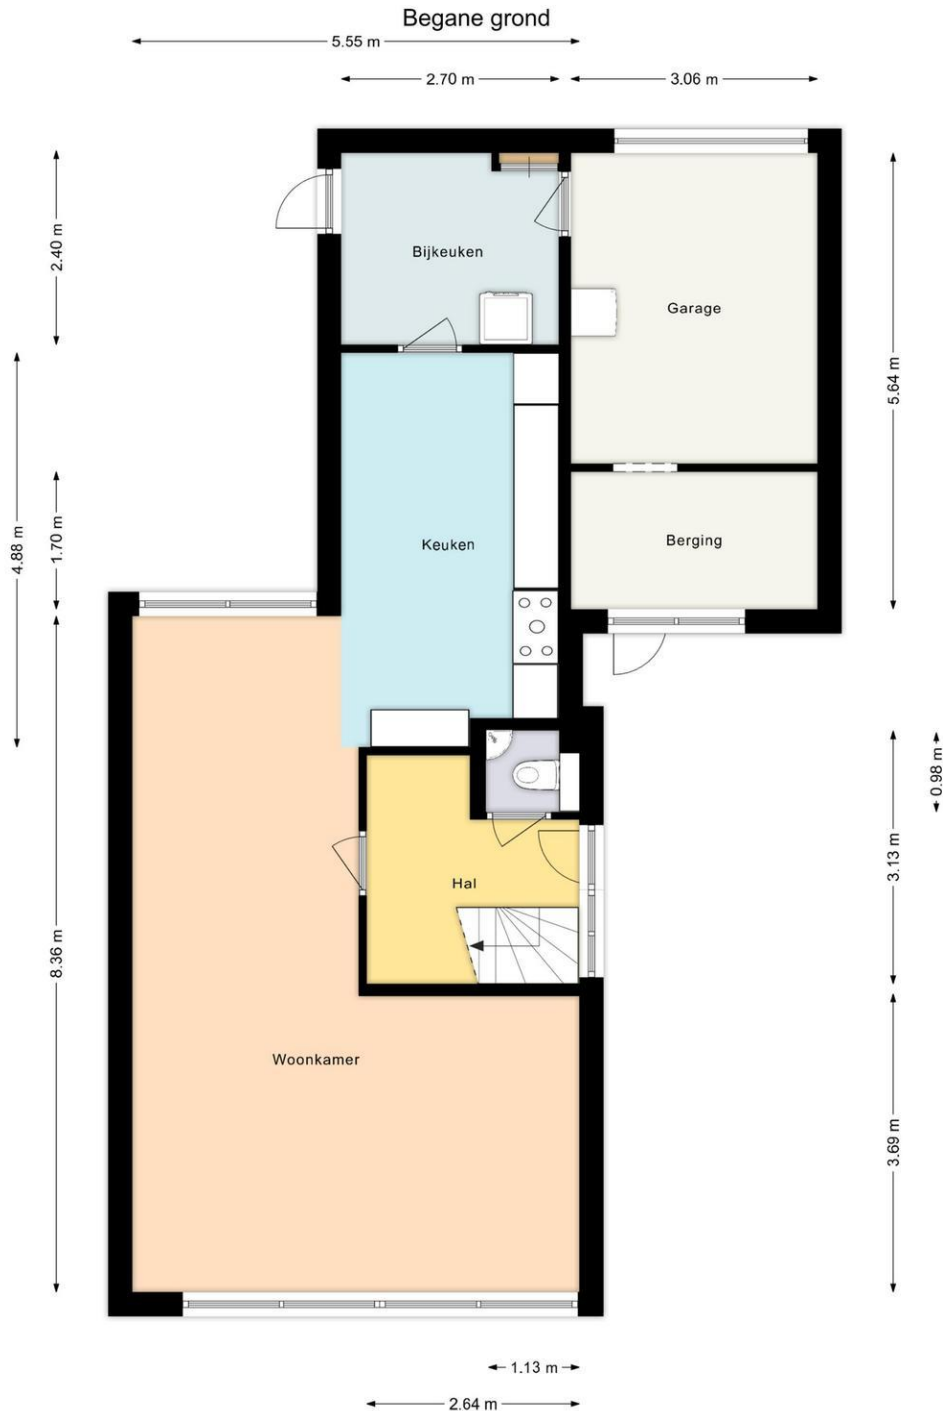 Begane grond
5.55 m
2.70 m
3.06 m
2.40 m
Bijkeuken
Garage
5.64 m
4.88 m
1.70 m
Keuken
Berging
0.98 m
3.13 m
Hal
8.36 m
Woonkamer
3.69 m
1.13 m
2.64 m